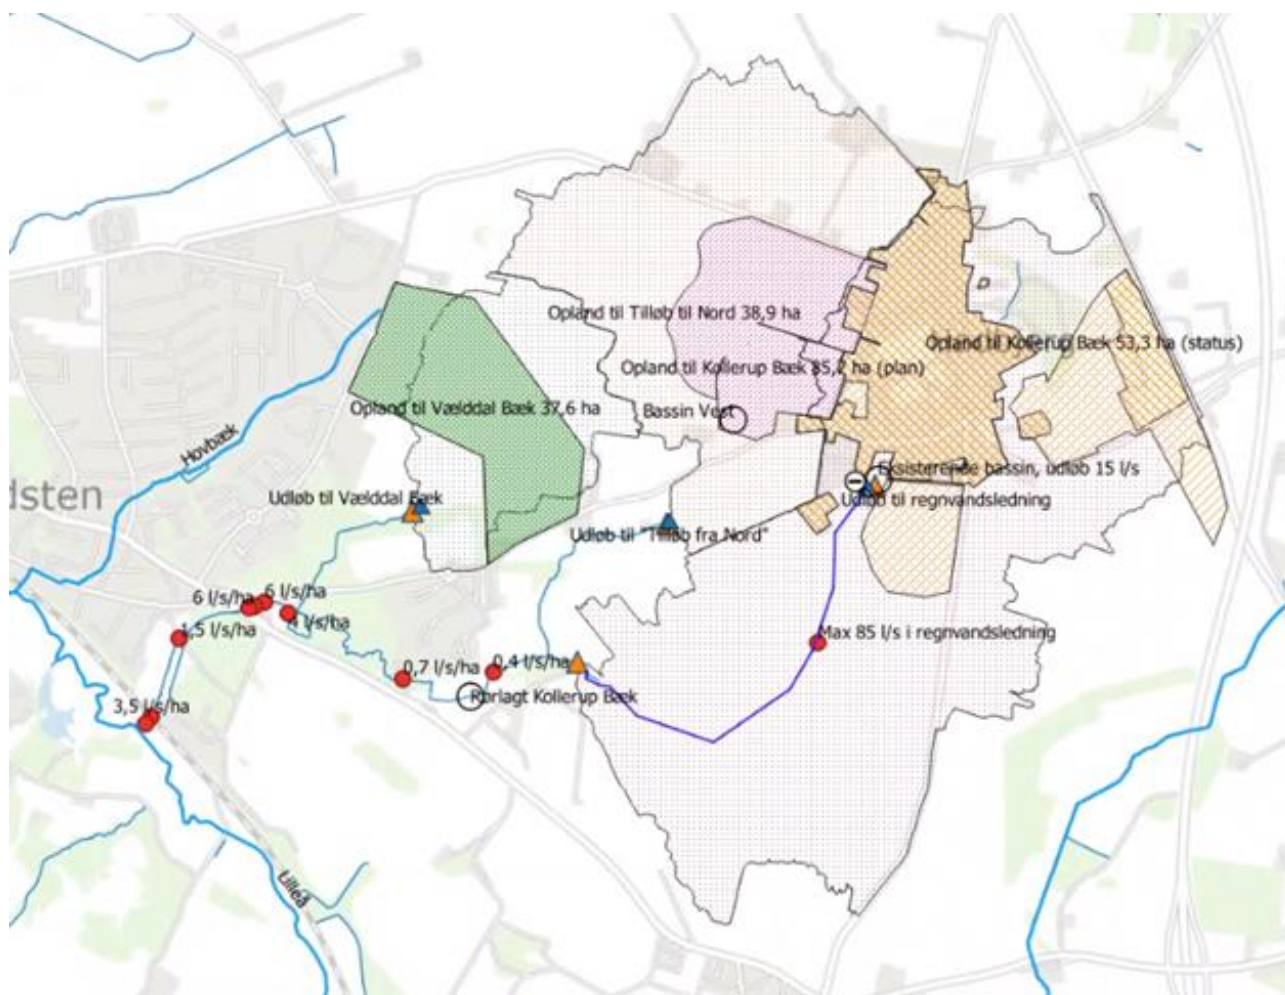 Opland til Tilløb til Nord 38,9 ha
Opland til Kollerup Bæk 53,3 ha (status)
Opland til Kollerup Bæk 85,2 ha (plan)
Opland til Vælddal Bæk 37,6 ha
Bassin Vest
Hovbæk
Eksisterende bassin, udløb 15 l/s
dsten
Udløb til Vælddal Bæk
Udløb til regnvandsledning
Udløb til "Tilløb fra Nord"
6 l/s/ha
6 l/s/ha
4 l/s/ha
1,5 l/s/ha
Max 85 l/s i regnvandsledning
0,7 l/s/ha
0,4 l/s/ha
Rørlagt Kollerup Bæk
3,5 l/s/ha
Lilleå